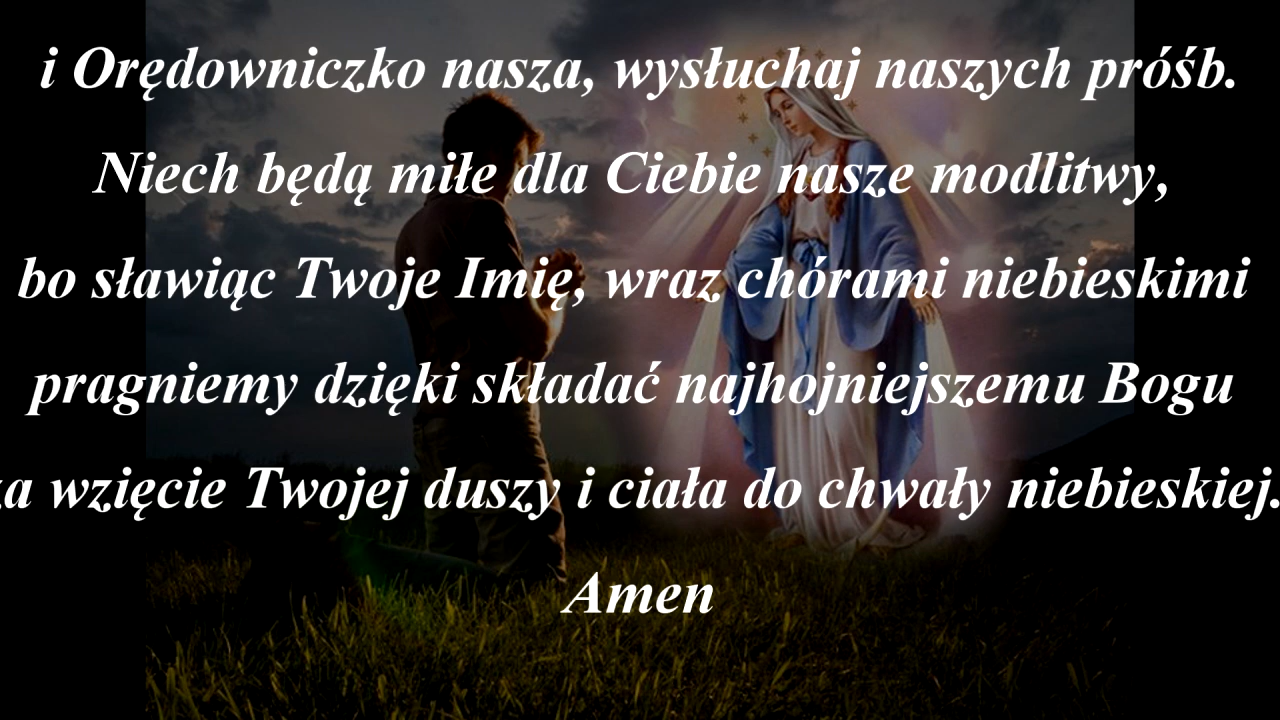 i Orędowniczko nasza, wysłuchaj naszych próśb.
Niech będą miłe dla Ciebie nasze modlitwy,
bo sławiąc Twoje Imię, wraz chórami niebieskimi
pragniemy dzięki składać najhojniejszemu Bogu
za wzięcie Twojej duszy i ciała do chwały niebieskiej.
Amen